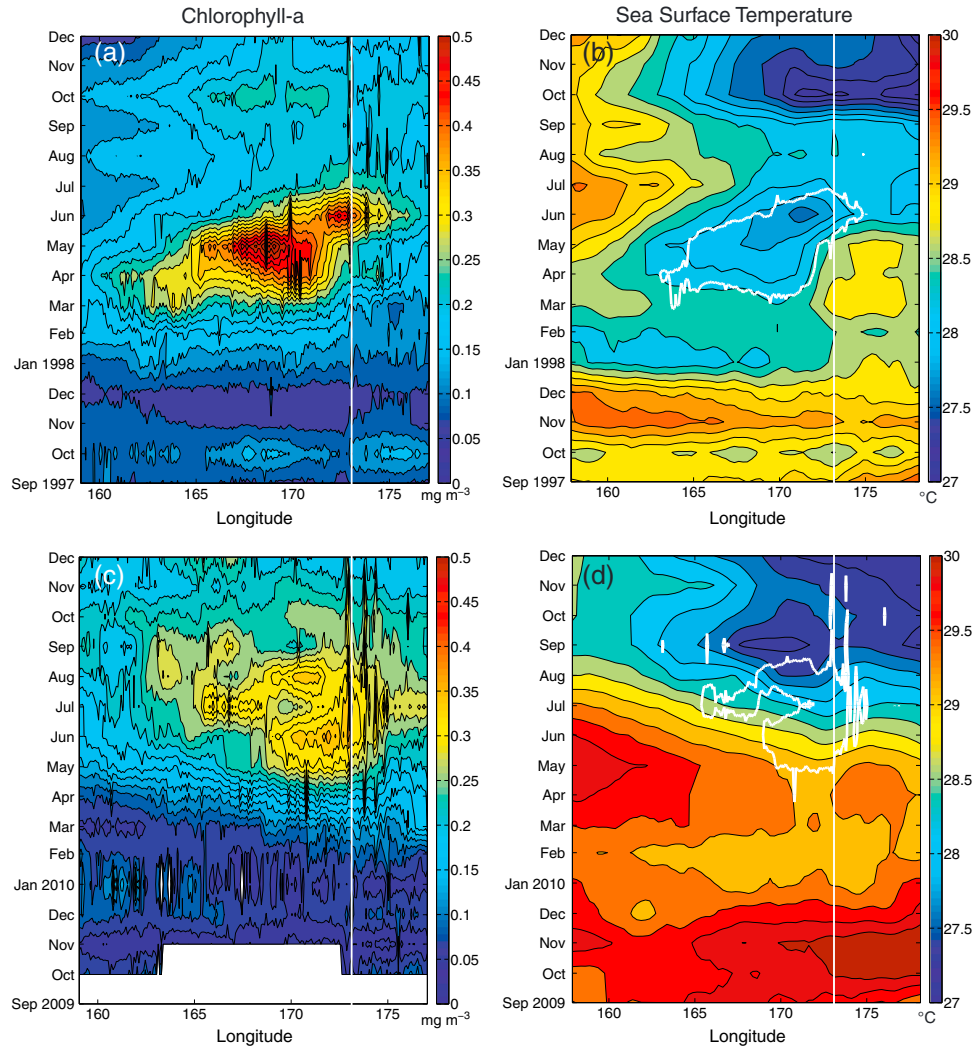 Chlorophyll-a
Sea Surface Temperature
(a)
Dec
Nov
Oct
Sep
Aug
Jul
Jun
May
Apr
Mar
Feb
Jan 1998
Dec
Nov
Oct
Sep 1997
160
165
170
175
Longitude
0.5
0.45
0.4
0.35
0.3
0.25
0.2
0.15
0.1
0.05
0
mg m⁻³
(b)
Dec
Nov
Oct
Sep
Aug
Jul
Jun
May
Apr
Mar
Feb
Jan 1998
Dec
Nov
Oct
Sep 1997
160
165
170
175
Longitude
30
29.5
29
28.5
28
27.5
27
°C
(c)
Dec
Nov
Oct
Sep
Aug
Jul
Jun
May
Apr
Mar
Feb
Jan 2010
Dec
Nov
Oct
Sep 2009
160
165
170
175
Longitude
0.5
0.45
0.4
0.35
0.3
0.25
0.2
0.15
0.1
0.05
0
mg m⁻³
(d)
Dec
Nov
Oct
Sep
Aug
Jul
Jun
May
Apr
Mar
Feb
Jan 2010
Dec
Nov
Oct
Sep 2009
160
165
170
175
Longitude
30
29.5
29
28.5
28
27.5
27
°C